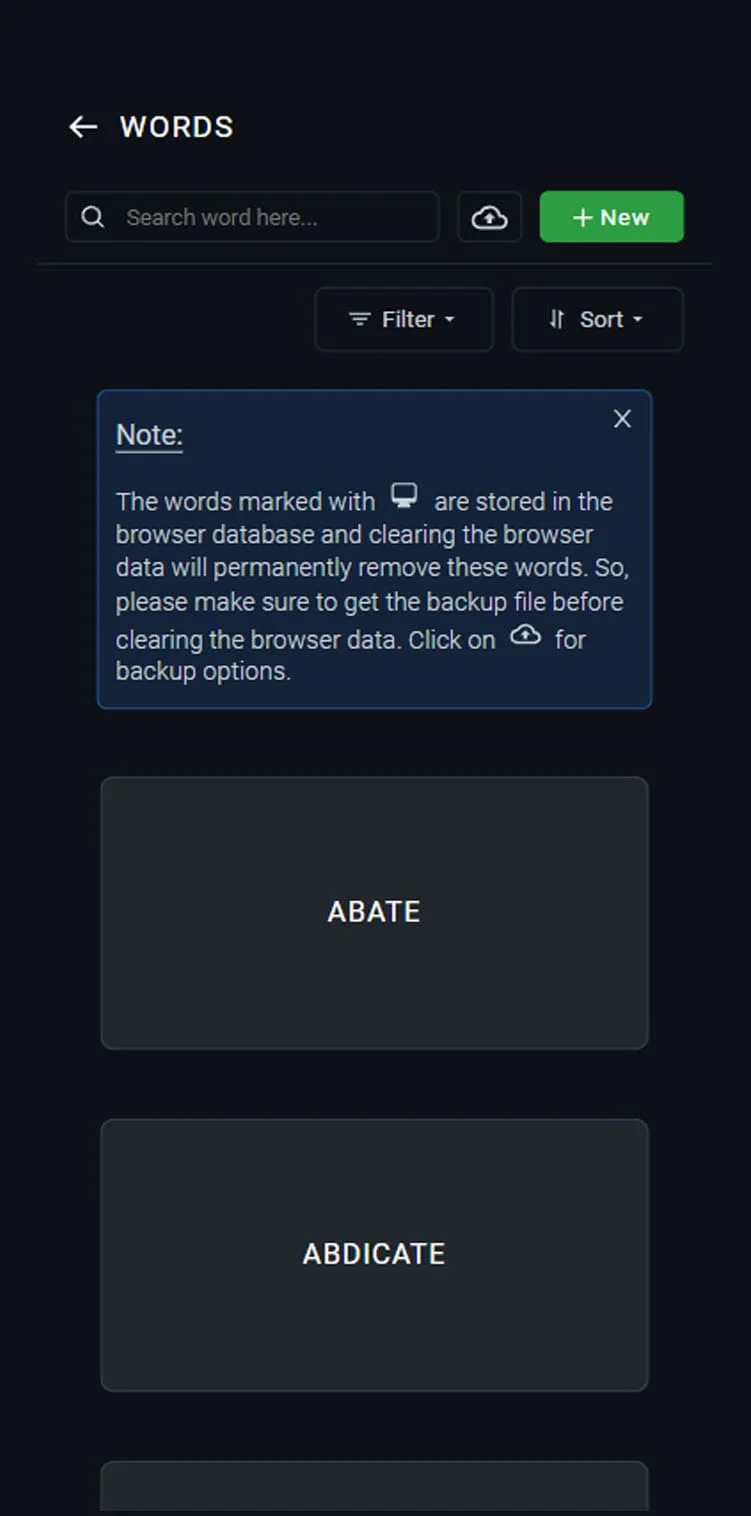 WORDS
Search word here...
+ New
Filter
Sort
X
Note:
The words marked with are stored in the
browser database and clearing the browser
data will permanently remove these words. So,
please make sure to get the backup file before
clearing the browser data. Click on for
backup options.
ABATE
ABDICATE